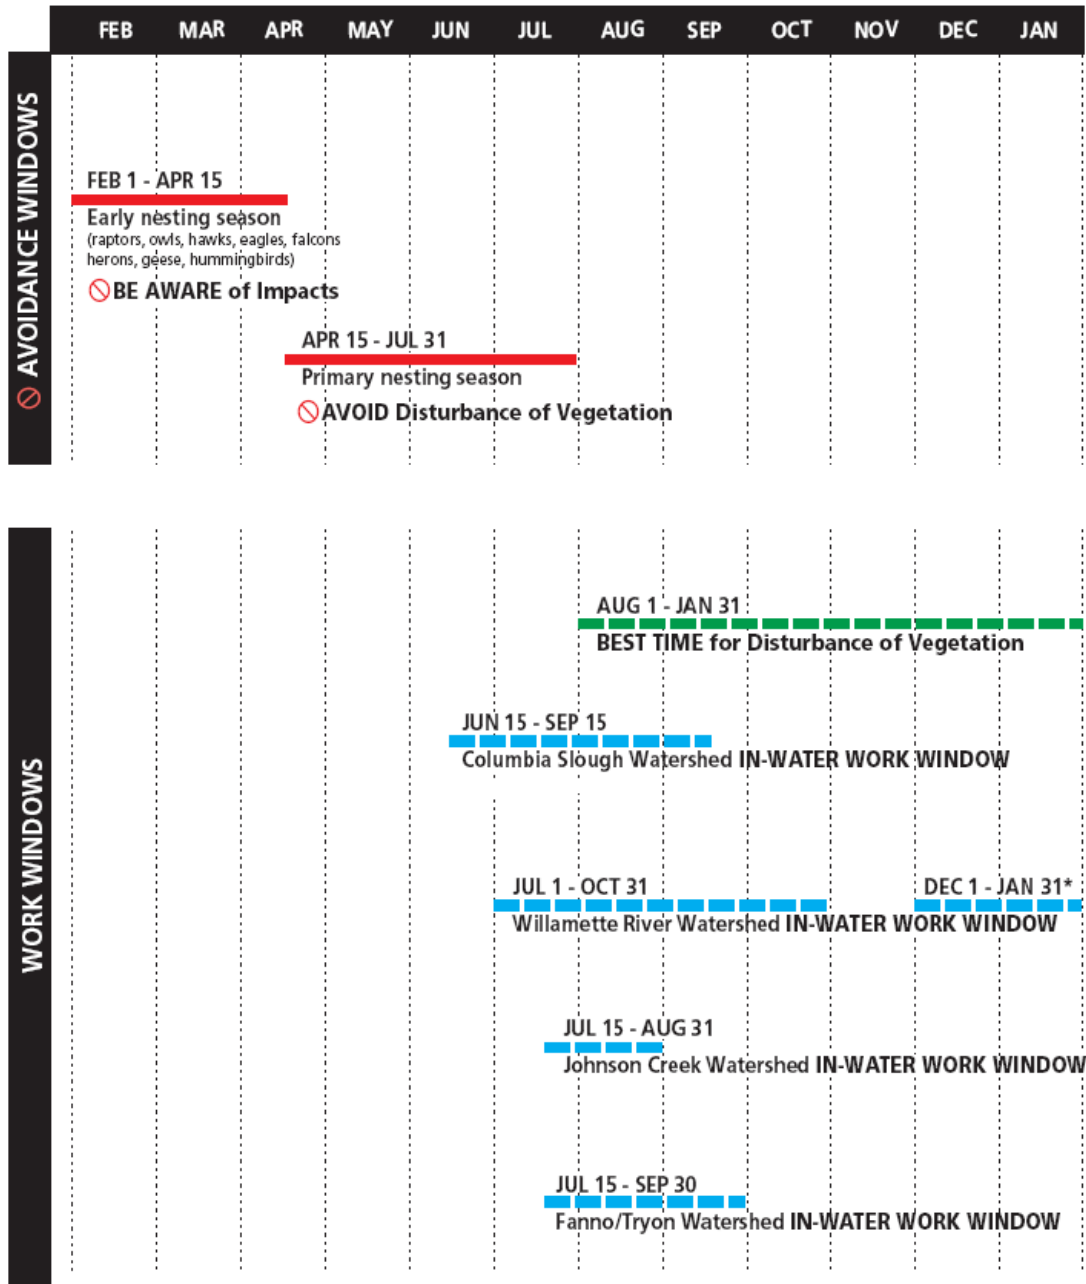 FEB MAR APR MAY JUN JUL AUG SEP OCT NOV DEC JAN
AVOIDANCE WINDOWS
FEB 1 - APR 15
Early nesting season
(raptors, owls, hawks, eagles, falcons
herons, geese, hummingbirds)
BE AWARE of Impacts
APR 15 - JUL 31
Primary nesting season
AVOID Disturbance of Vegetation
WORK WINDOWS
AUG 1 - JAN 31
BEST TIME for Disturbance of Vegetation
JUN 15 - SEP 15
Columbia Slough Watershed IN-WATER WORK WINDOW
JUL 1 - OCT 31 DEC 1 - JAN 31*
Willamette River Watershed IN-WATER WORK WINDOW
JUL 15 - AUG 31
Johnson Creek Watershed IN-WATER WORK WINDOW
JUL 15 - SEP 30
Fanno/Tryon Watershed IN-WATER WORK WINDOW